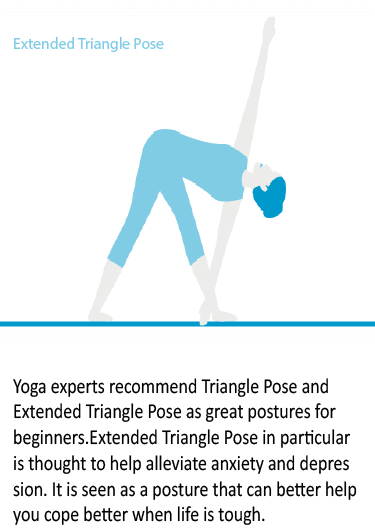 Extended Triangle Pose
Yoga experts recommend Triangle Pose and
Extended Triangle Pose as great postures for
beginners.Extended Triangle Pose in particular
is thought to help alleviate anxiety and depres
sion. It is seen as a posture that can better help
you cope better when life is tough.